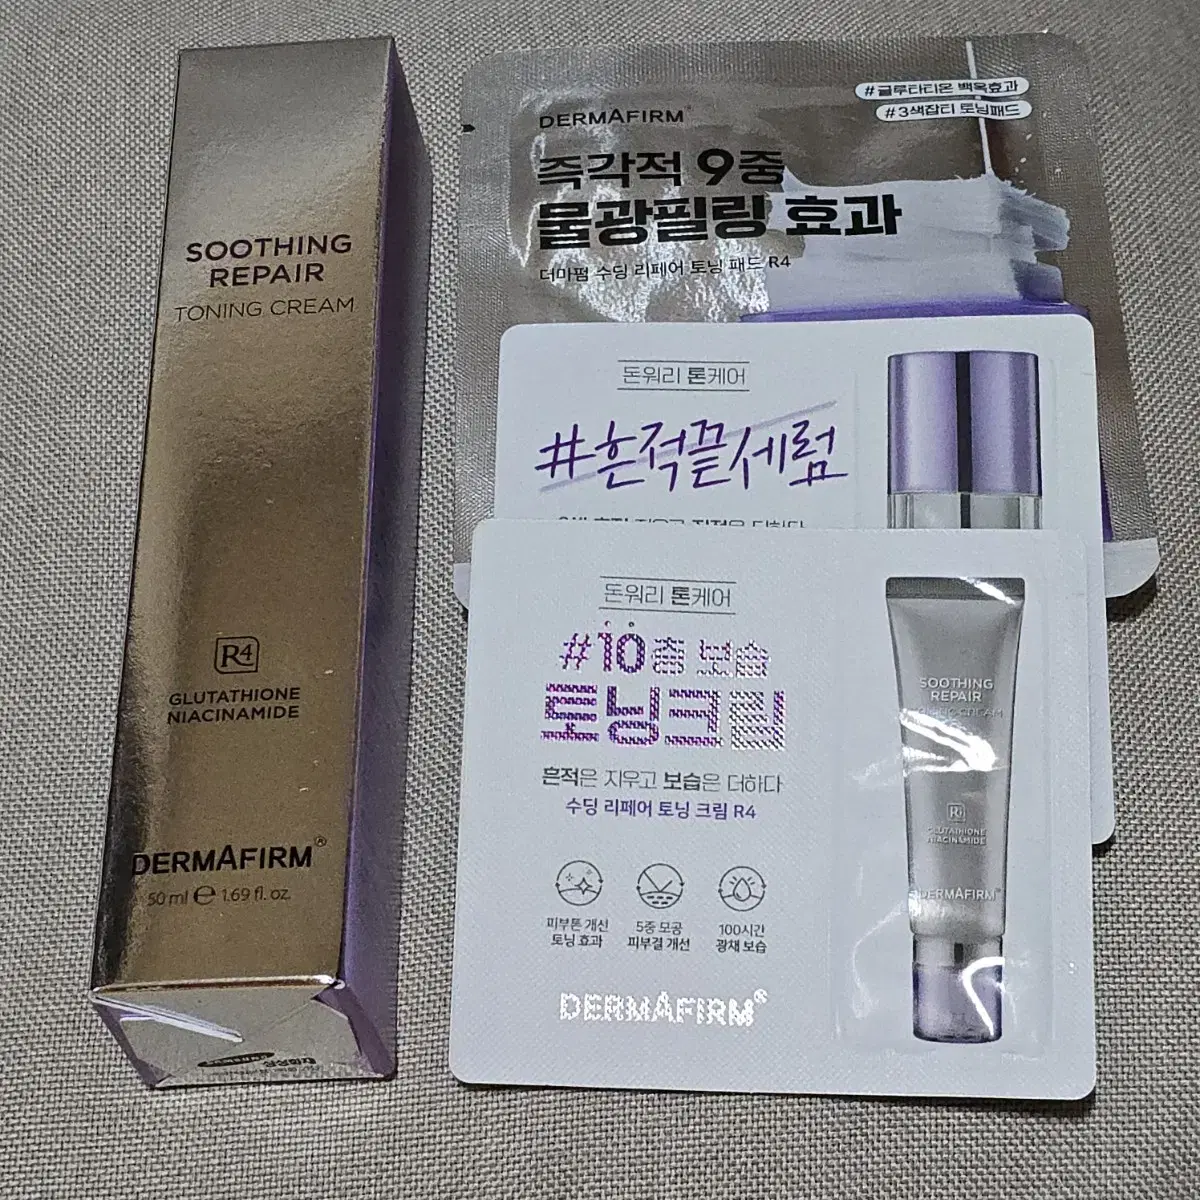 SOOTHING
REPAIR
TONING CREAM
R4
GLUTATHIONE
NIACINAMIDE
DERMAFIRM®
50 ml ℮ 1.69 fl. oz.
SAMSUNG 삼성화재
DERMAFIRM®
#글루타티온 백옥효과
#3색잡티 토닝패드
즉각적 9중
물광필링 효과
더마펌 수딩 리페어 토닝 패드 R4
돈워리 톤케어
#흔적끝세럼
돈워리 톤케어
#10층 보습
토닝크림
흔적은 지우고 보습은 더하다
수딩 리페어 토닝 크림 R4
피부톤 개선
토닝 효과
5중 모공
피부결 개선
100시간
광채 보습
DERMAFIRM®
SOOTHING
REPAIR
CREAM
R4
GLUTATHIONE
NIACINAMIDE
DERMAFIRM